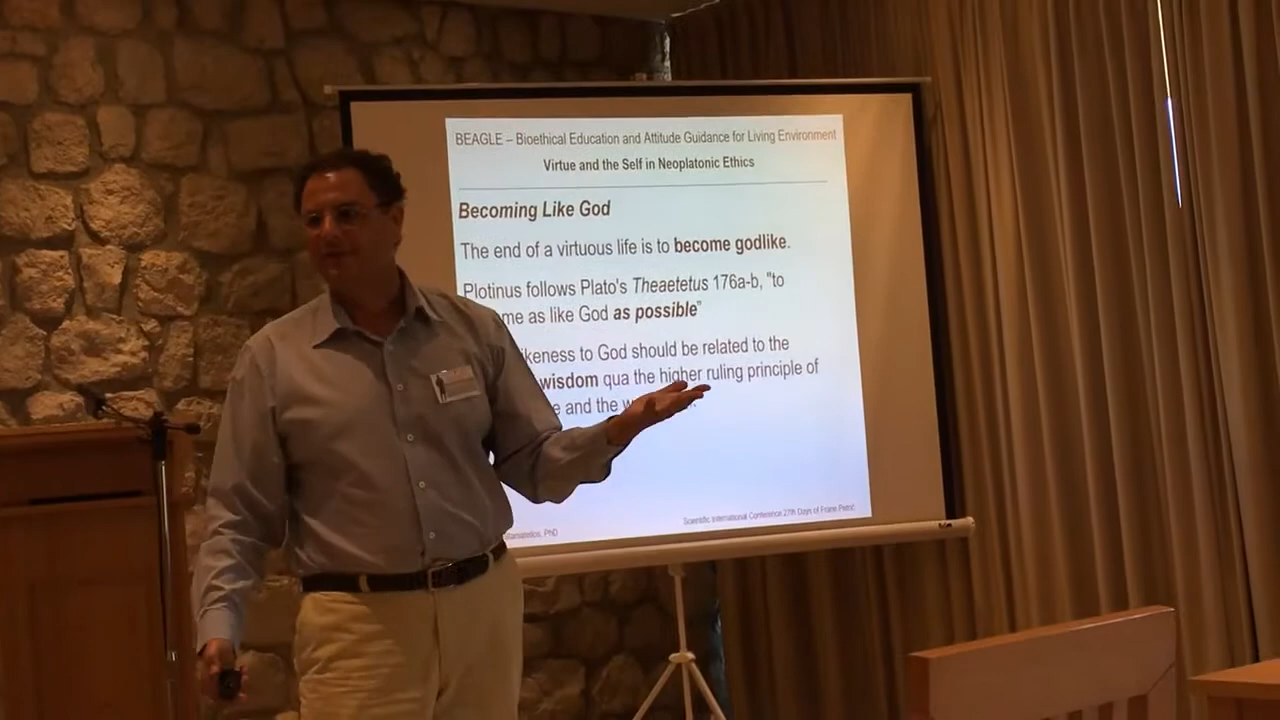 BEAGLE – Bioethical Education and Attitude Guidance for Living Environment
Virtue and the Self in Neoplatonic Ethics
Becoming Like God
The end of a virtuous life is to become godlike.
Plotinus follows Plato's Theaetetus 176a-b, "to
me as like God as possible"
ikeness to God should be related to the
wisdom qua the higher ruling principle of
e and the w
PhD
Scientific International Conference 27th Days of Frane Petric